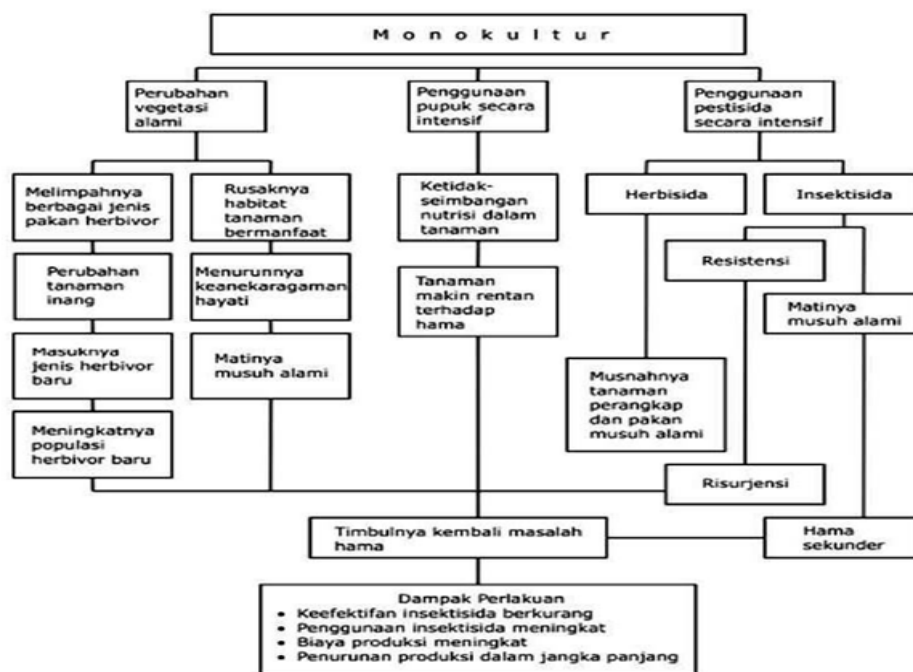 M o n o k u l t u r
Perubahan
vegetasi
alami
Penggunaan
pupuk secara
intensif
Penggunaan
pestisida
secara intensif
Melimpahnya
berbagai jenis
pakan herbivor
Rusaknya
habitat
tanaman
bermanfaat
Ketidak-
seimbangan
nutrisi dalam
tanaman
Herbisida
Insektisida
Perubahan
tanaman
inang
Menurunnya
keanekaragaman
hayati
Tanaman
makin rentan
terhadap
hama
Resistensi
Matinya
musuh alami
Masuknya
jenis herbivor
baru
Matinya
musuh alami
Musnahnya
tanaman
perangkap
dan pakan
musuh alami
Meningkatnya
populasi
herbivor baru
Risurjensi
Timbulnya kembali masalah
hama
Hama
sekunder
Dampak Perlakuan
• Keefektifan insektisida berkurang
• Penggunaan insektisida meningkat
• Biaya produksi meningkat
• Penurunan produksi dalam jangka panjang